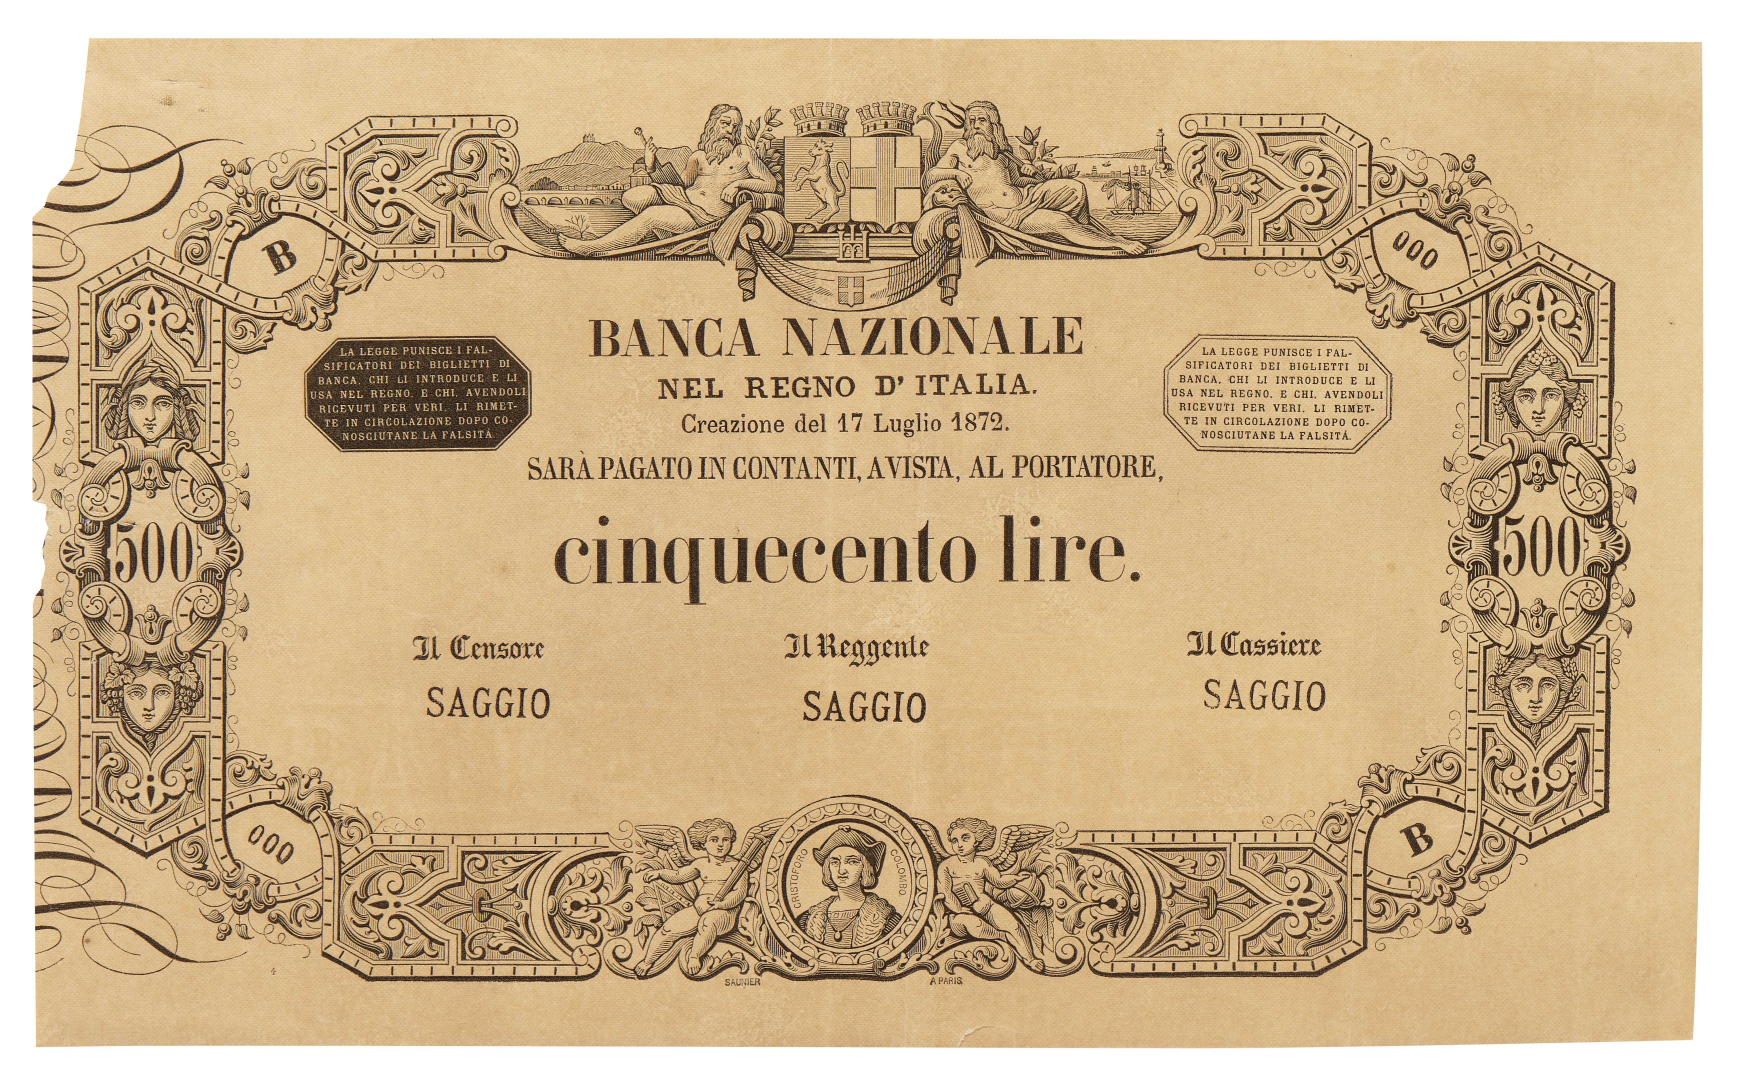 B
000
BANCA NAZIONALE
NEL REGNO D'ITALIA.
Creazione del 17 Luglio 1872.
LA LEGGE PUNISCE I FAL-
SIFICATORI DEI BIGLIETTI DI
BANCA, CHI LI INTRODUCE E LI
USA NEL REGNO, E CHI, AVENDOLI
RICEVUTI PER VERI, LI RIMET-
TE IN CIRCOLAZIONE DOPO CO-
NOSCIUTANE LA FALSITÀ
LA LEGGE PUNISCE I FAL-
SIFICATORI DEI BIGLIETTI DI
BANCA, CHI LI INTRODUCE E LI
USA NEL REGNO, E CHI, AVENDOLI
RICEVUTI PER VERI, LI RIMET-
TE IN CIRCOLAZIONE DOPO CO-
NOSCIUTANE LA FALSITÀ.
SARÀ PAGATO IN CONTANTI, A VISTA, AL PORTATORE,
500
cinquecento lire.
500
Il Censore
Il Reggente
Il Cassiere
SAGGIO
SAGGIO
SAGGIO
000
B
CRISTOFORO COLOMBO
4
SAUNIER
A PARIS